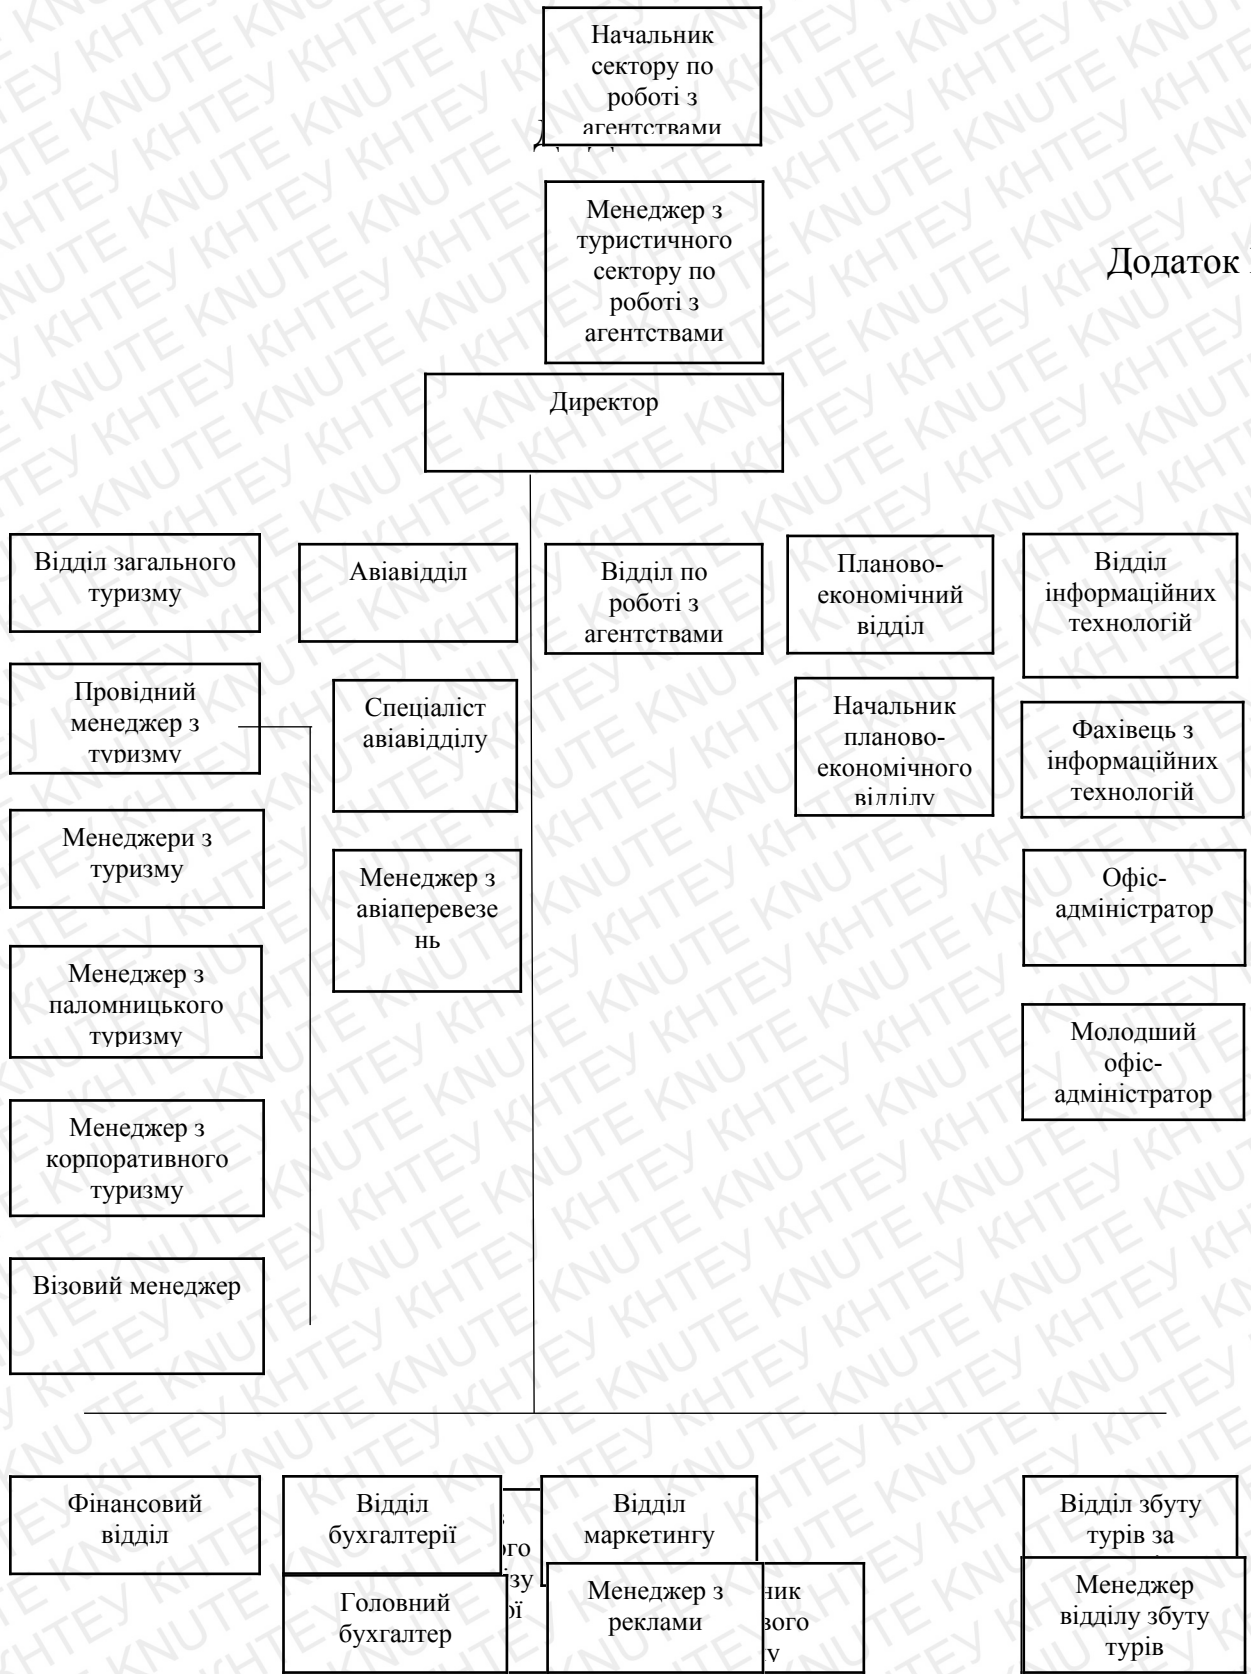 Начальник
сектору по
роботі з
агентствами
Менеджер з
туристичного
сектору по
роботі з
агентствами
Додаток
Директор
Відділ загального
туризму
Авіавідділ
Відділ по
роботі з
агентствами
Планово-
економічний
відділ
Відділ
інформаційних
технологій
Провідний
менеджер з
туризму
Спеціаліст
авіавідділу
Начальник
планово-
економічного
відділу
Фахівець з
інформаційних
технологій
Менеджери з
туризму
Менеджер з
авіаперевезе
нь
Офіс-
адміністратор
Менеджер з
паломницького
туризму
Молодший
офіс-
адміністратор
Менеджер з
корпоративного
туризму
Візовий менеджер
Фінансовий
відділ
Відділ
бухгалтерії
Відділ
маркетингу
Відділ збуту
турів за
Головний
бухгалтер
Менеджер з
реклами
Менеджер
відділу збуту
турів